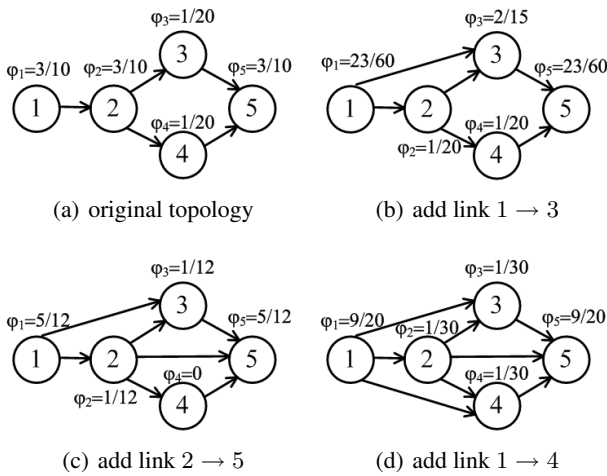 φ3=1/20
φ1=3/10
φ2=3/10
3
φ5=3/10
1
2
φ4=1/20
5
4
(a) original topology
φ3=2/15
φ1=23/60
3
φ5=23/60
1
2
φ4=1/20
5
φ2=1/20
4
(b) add link 1 → 3
φ3=1/12
φ1=5/12
3
φ5=5/12
1
2
5
φ4=0
φ2=1/12
4
(c) add link 2 → 5
φ3=1/30
φ1=9/20
φ2=1/30
3
φ5=9/20
1
2
5
φ4=1/30
4
(d) add link 1 → 4